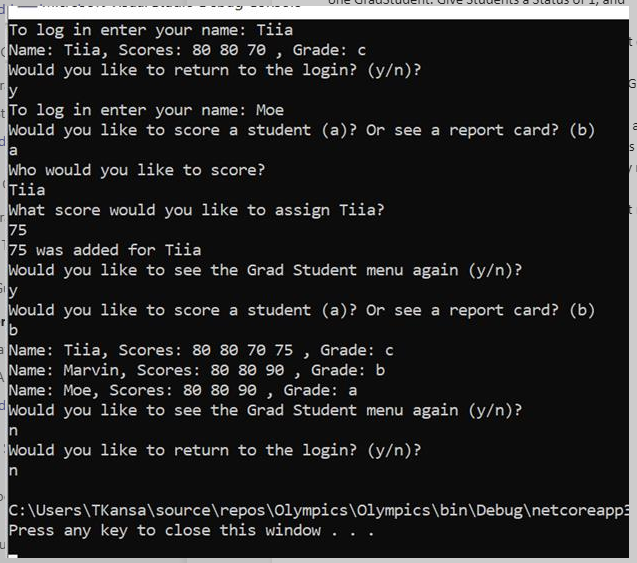 one GradStudent. Give Students a Status of 1, and
To log in enter your name: Tiia
Name: Tiia, Scores: 80 80 70 , Grade: c
Would you like to return to the login? (y/n)?
y
To log in enter your name: Moe
Would you like to score a student (a)? Or see a report card? (b)
a
Who would you like to score?
Tiia
What score would you like to assign Tiia?
75
75 was added for Tiia
Would you like to see the Grad Student menu again (y/n)?
y
Would you like to score a student (a)? Or see a report card? (b)
b
Name: Tiia, Scores: 80 80 70 75 , Grade: c
Name: Marvin, Scores: 80 80 90 , Grade: b
Name: Moe, Scores: 80 80 90 , Grade: a
Would you like to see the Grad Student menu again (y/n)?
n
Would you like to return to the login? (y/n)?
n
C:\Users\TKansa\source\repos\Olympics\Olympics\bin\Debug\netcoreapp3
Press any key to close this window . . .